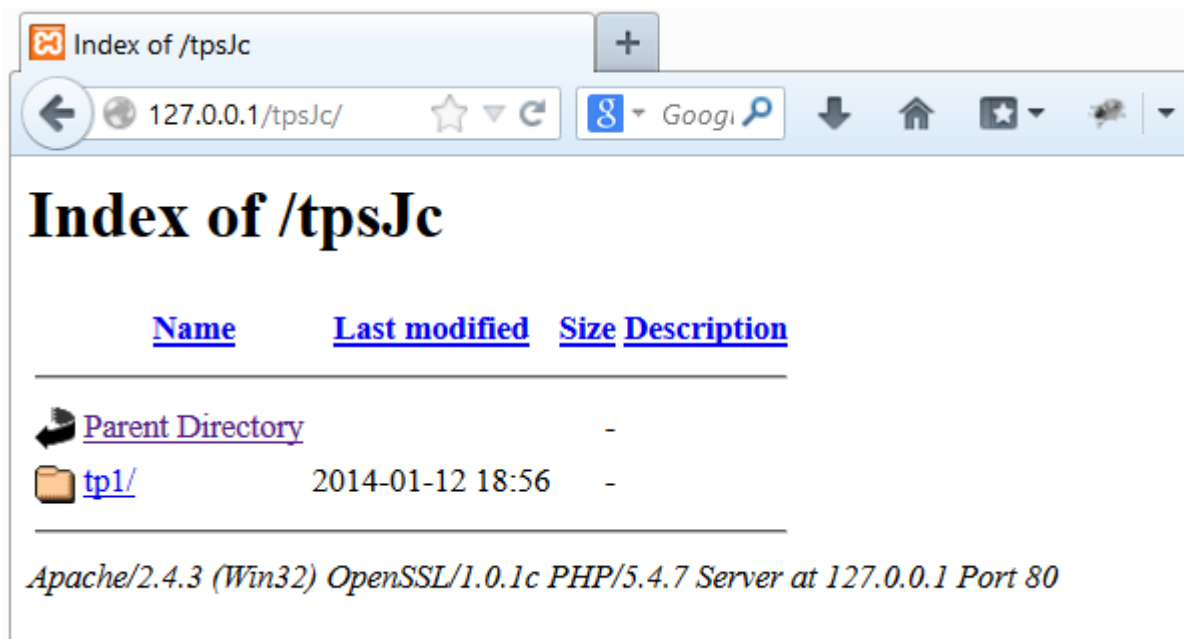 Index of /tpsJc
127.0.0.1/tpsJc/
8 Googl
Index of /tpsJc
Name Last modified Size Description
Parent Directory -
tp1/ 2014-01-12 18:56 -
Apache/2.4.3 (Win32) OpenSSL/1.0.1c PHP/5.4.7 Server at 127.0.0.1 Port 80